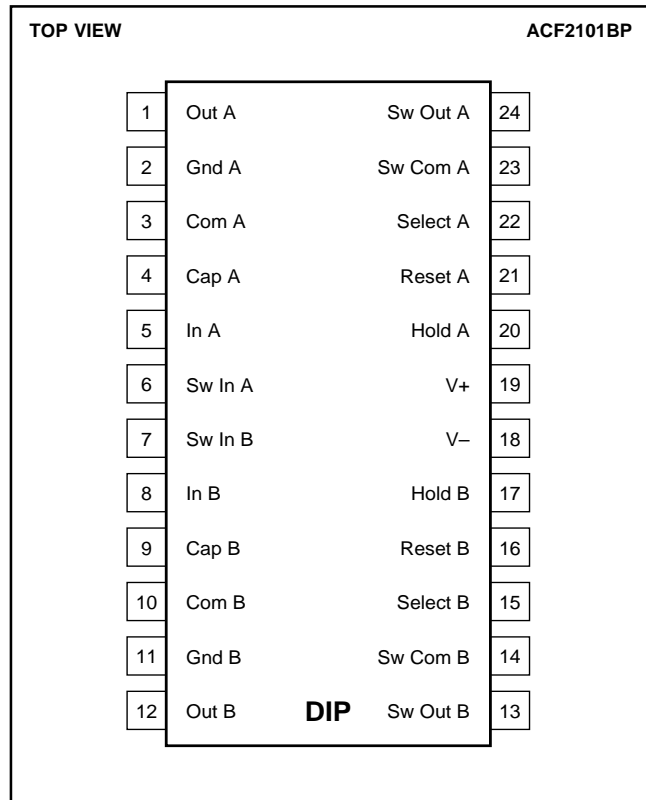 TOP VIEW ACF2101BP
1 Out A Sw Out A 24
2 Gnd A Sw Com A 23
3 Com A Select A 22
4 Cap A Reset A 21
5 In A Hold A 20
6 Sw In A V+ 19
7 Sw In B V– 18
8 In B Hold B 17
9 Cap B Reset B 16
10 Com B Select B 15
11 Gnd B Sw Com B 14
12 Out B DIP Sw Out B 13